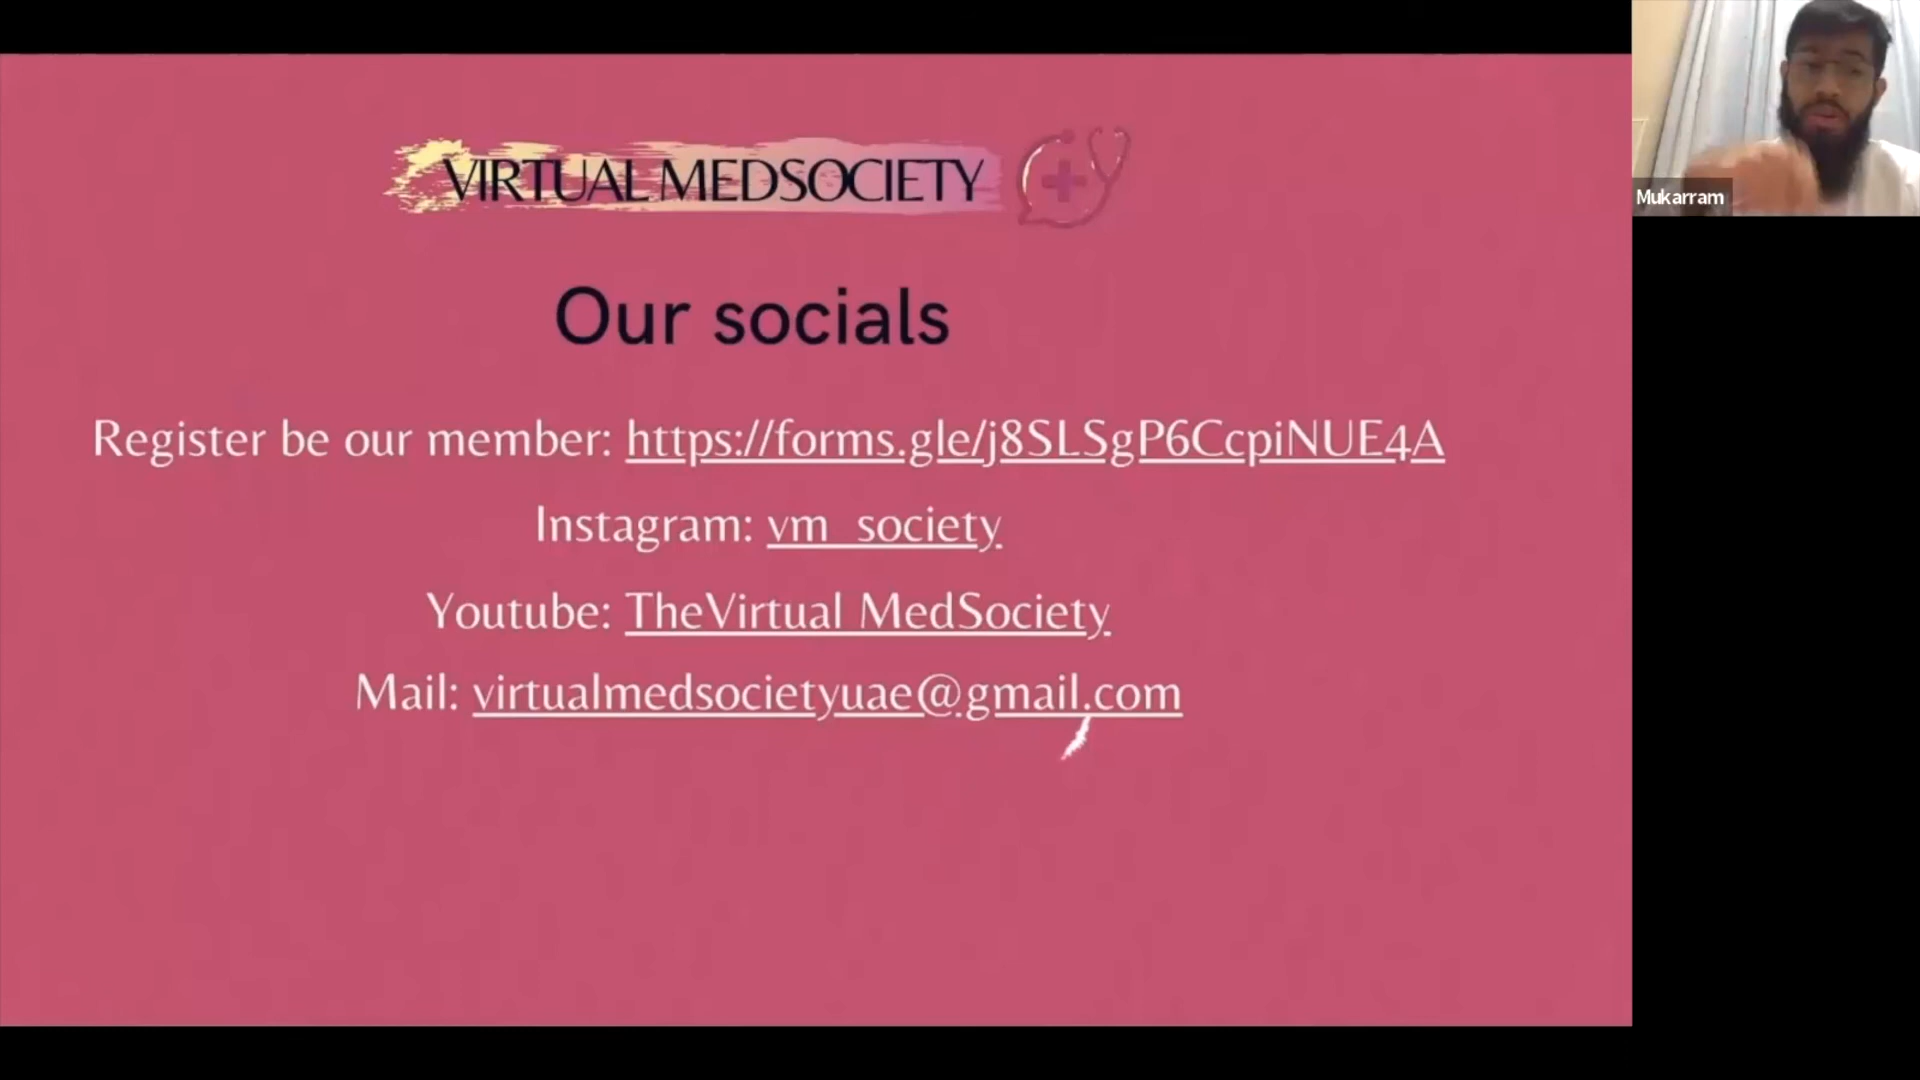 VIRTUAL MEDSOCIETY
Our socials
Register be our member: https://forms.gle/j8SLSgP6CcpiNUE4A
Instagram: vm_society
Youtube: TheVirtual MedSociety
Mail: virtualmedsocietyuae@gmail.com
Mukarram